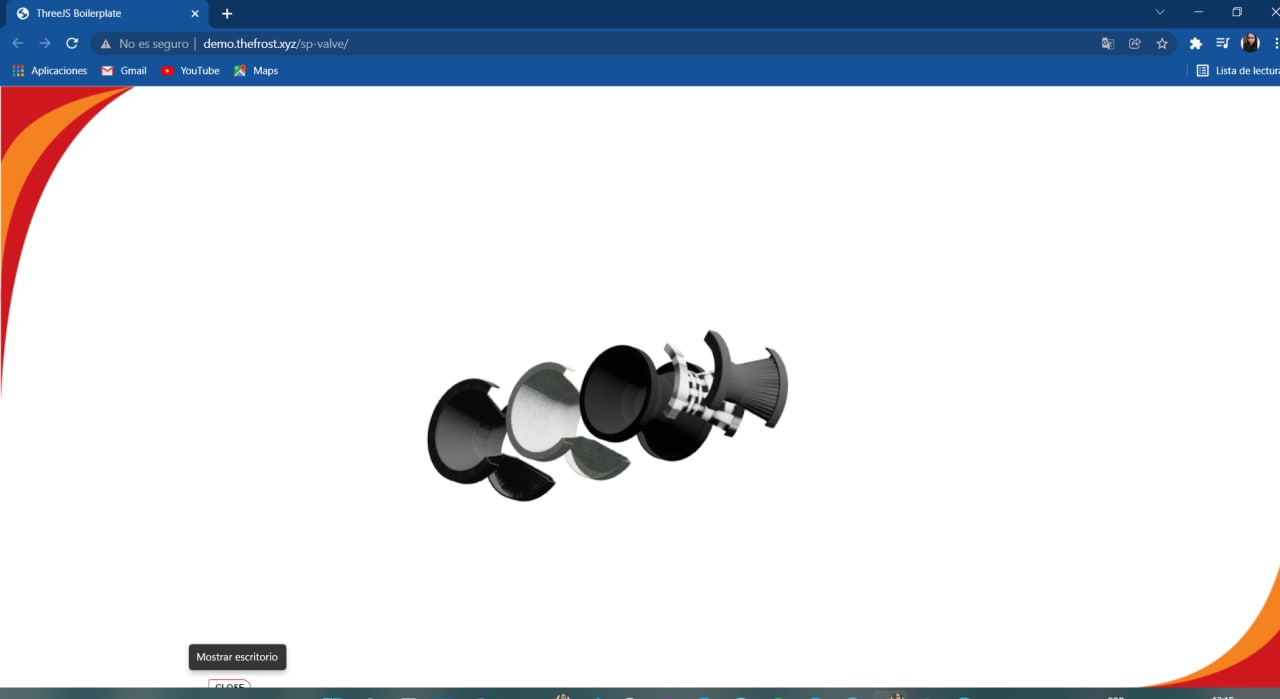 ThreeJS Boilerplate
No es seguro | demo.thefrost.xyz/sp-valve/
Aplicaciones Gmail YouTube Maps Lista de lectura
Mostrar escritorio
CLOSE